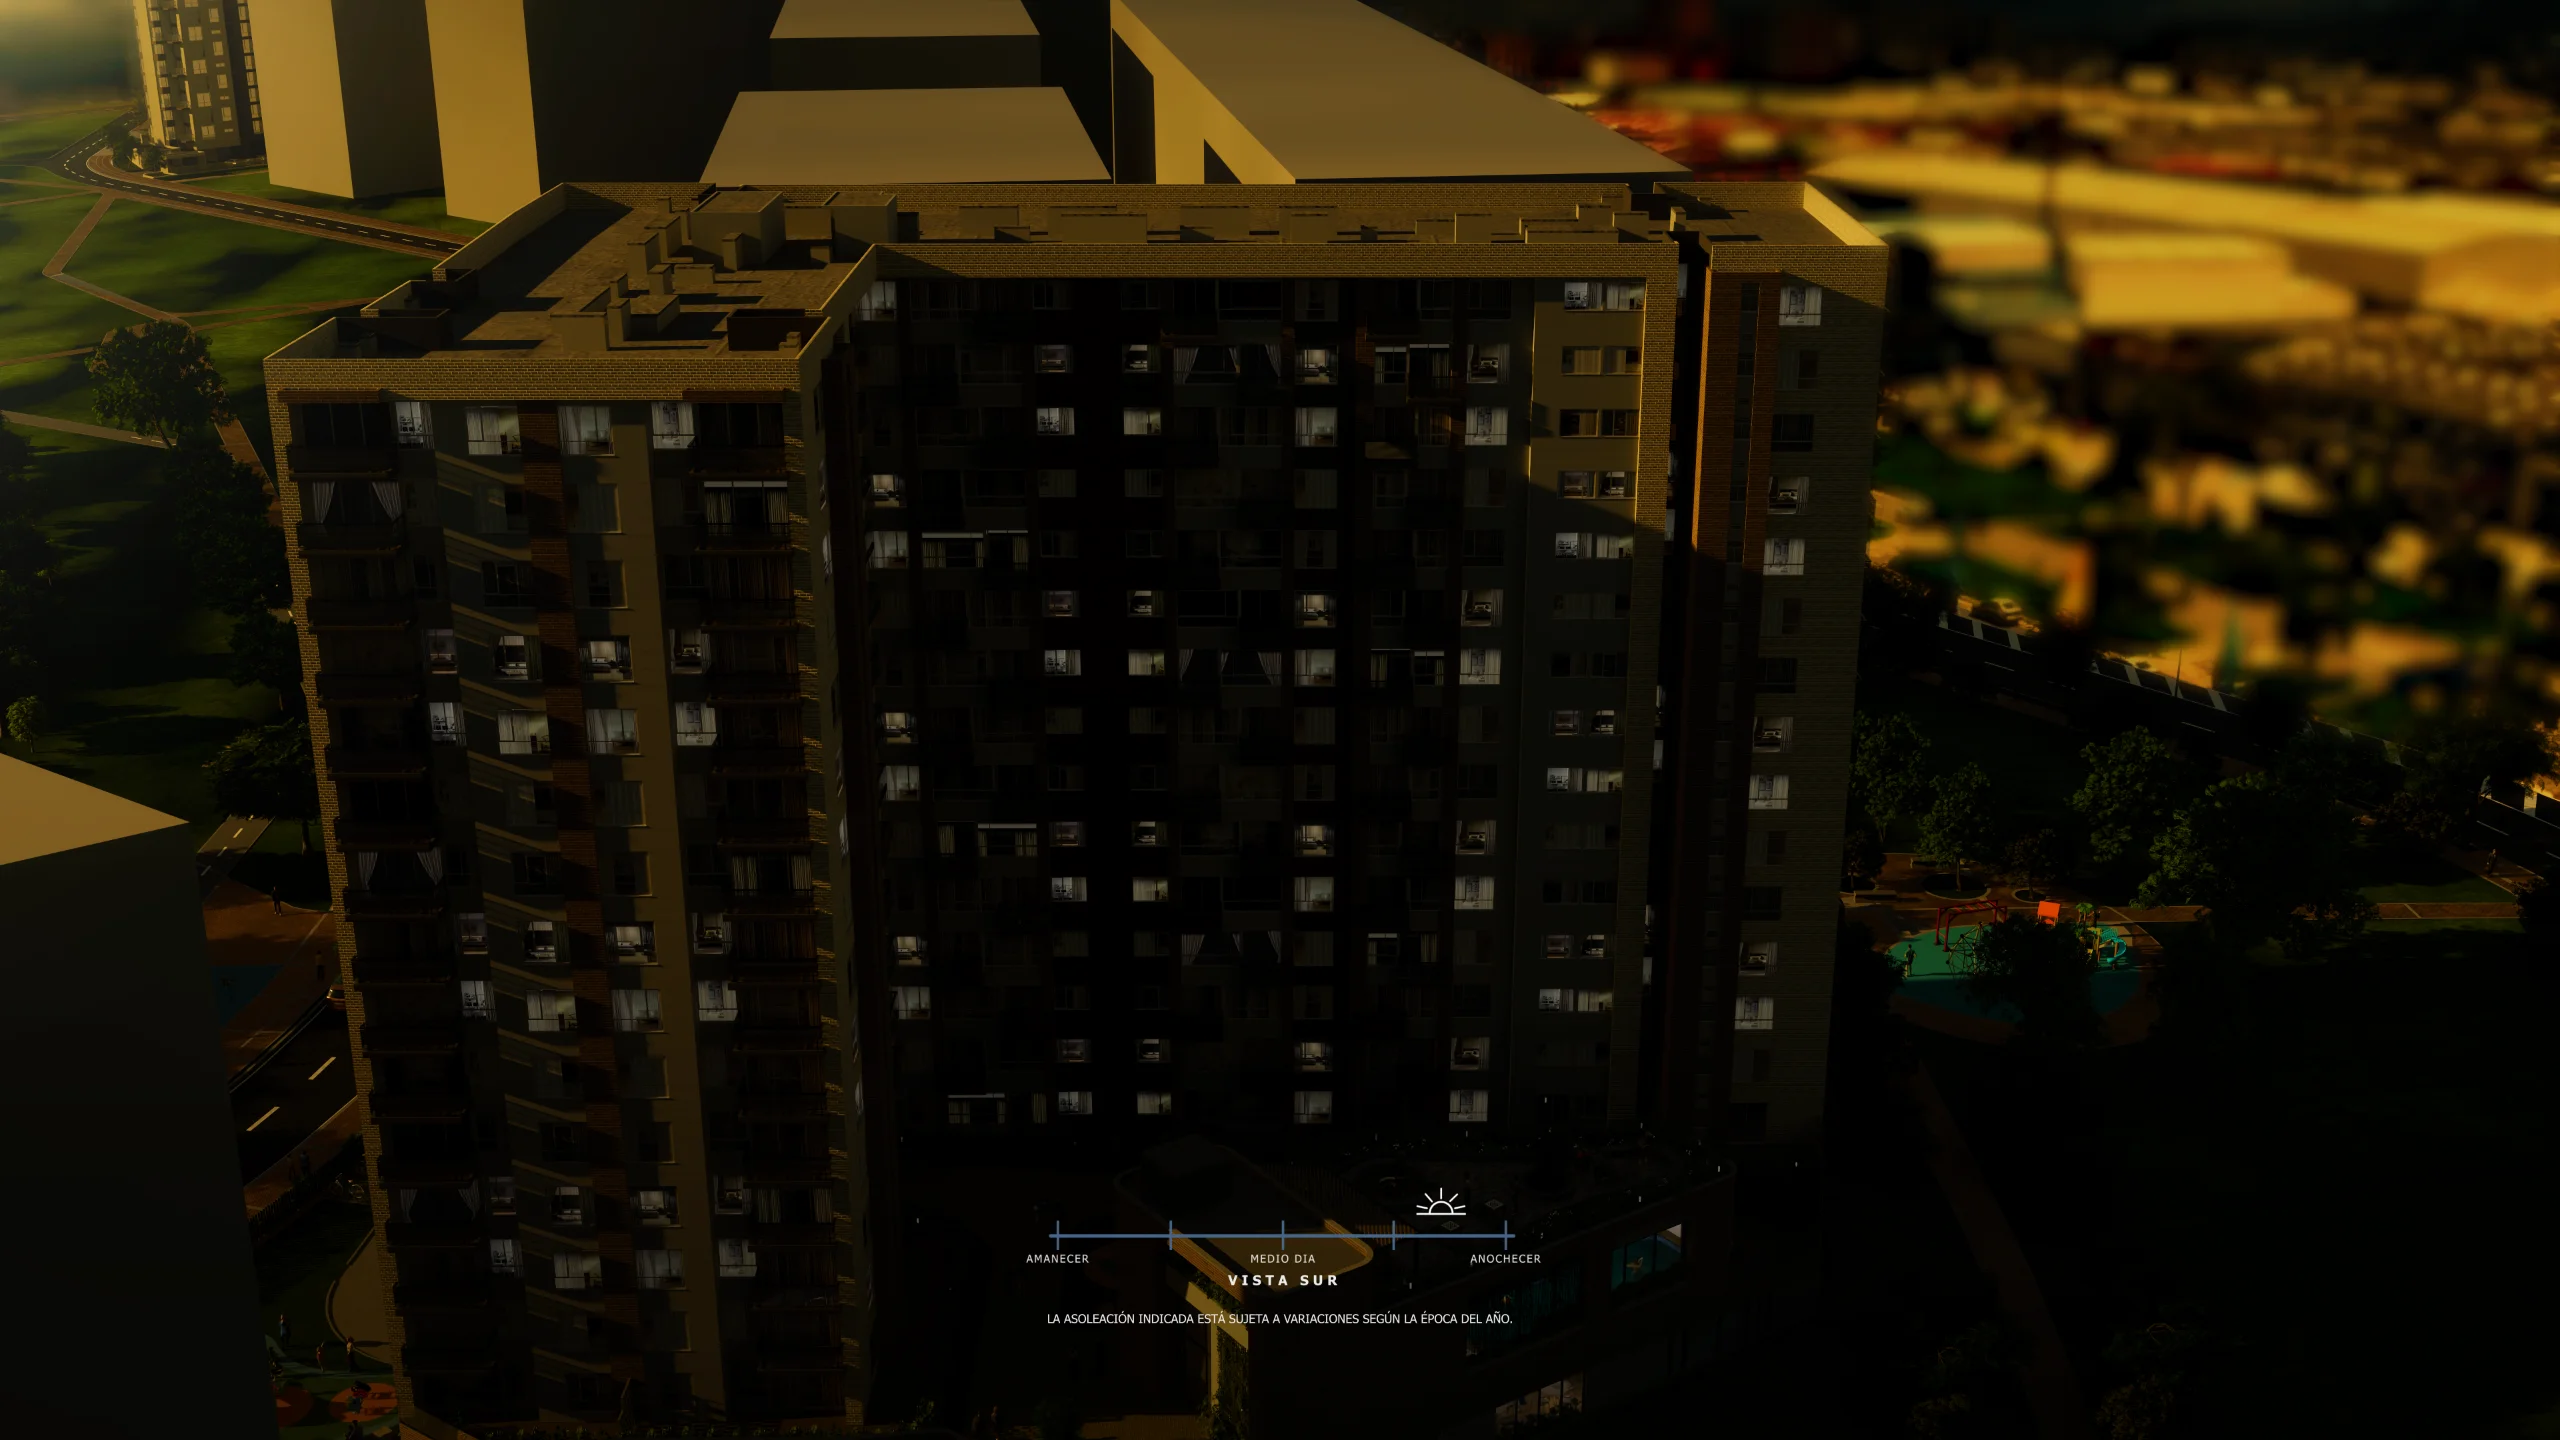 AMANECER
MEDIO DIA
ANOCHECER
VISTA SUR
LA ASOLEACIÓN INDICADA ESTÁ SUJETA A VARIACIONES SEGÚN LA ÉPOCA DEL AÑO.